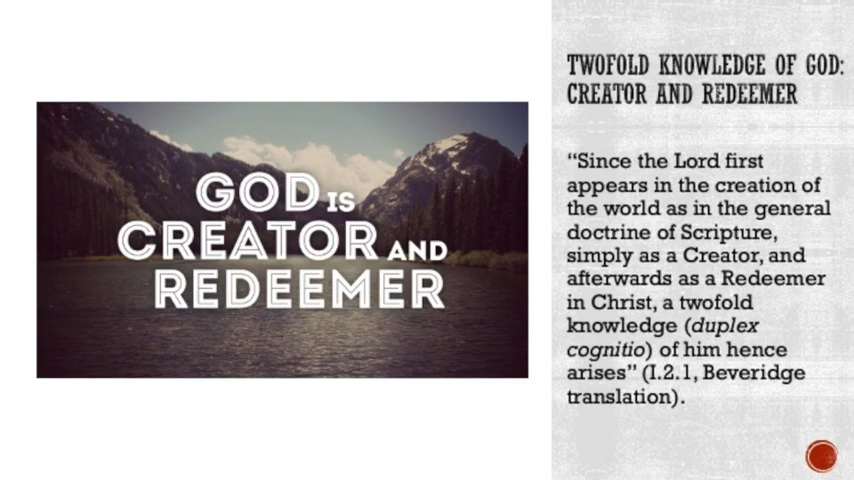 GOD IS
CREATOR AND
REDEEMER
TWOFOLD KNOWLEDGE OF GOD:
CREATOR AND REDEEMER
“Since the Lord first
appears in the creation of
the world as in the general
doctrine of Scripture,
simply as a Creator, and
afterwards as a Redeemer
in Christ, a twofold
knowledge (duplex
cognitio) of him hence
arises” (I.2.1, Beveridge
translation).